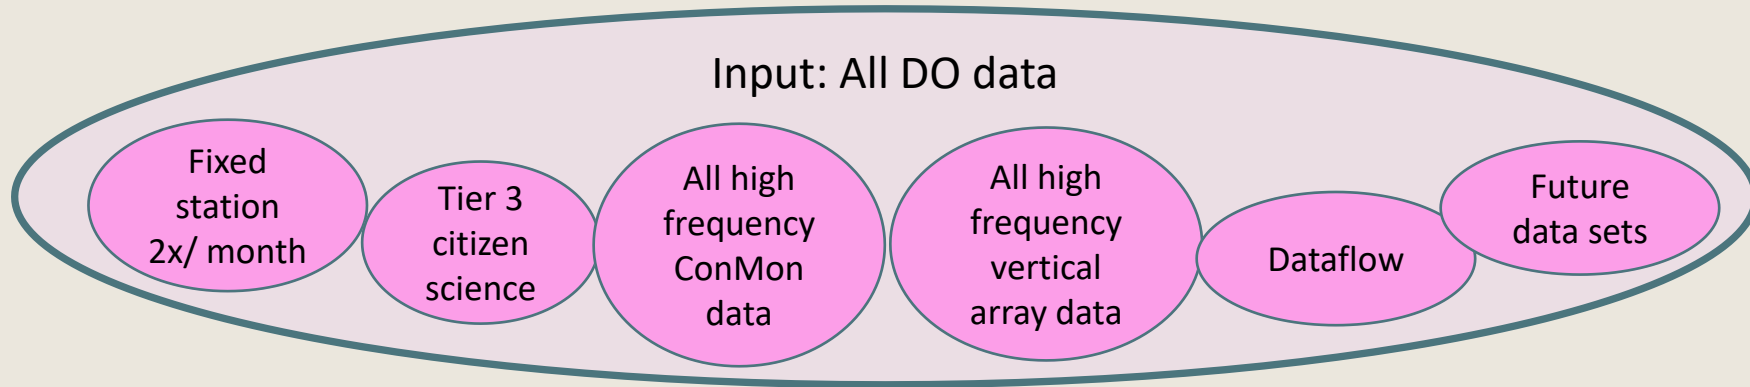 Input: All DO data
Fixed
station
2x/ month
Tier 3
citizen
science
All high
frequency
ConMon
data
All high
frequency
vertical
array data
Dataflow
Future
data sets